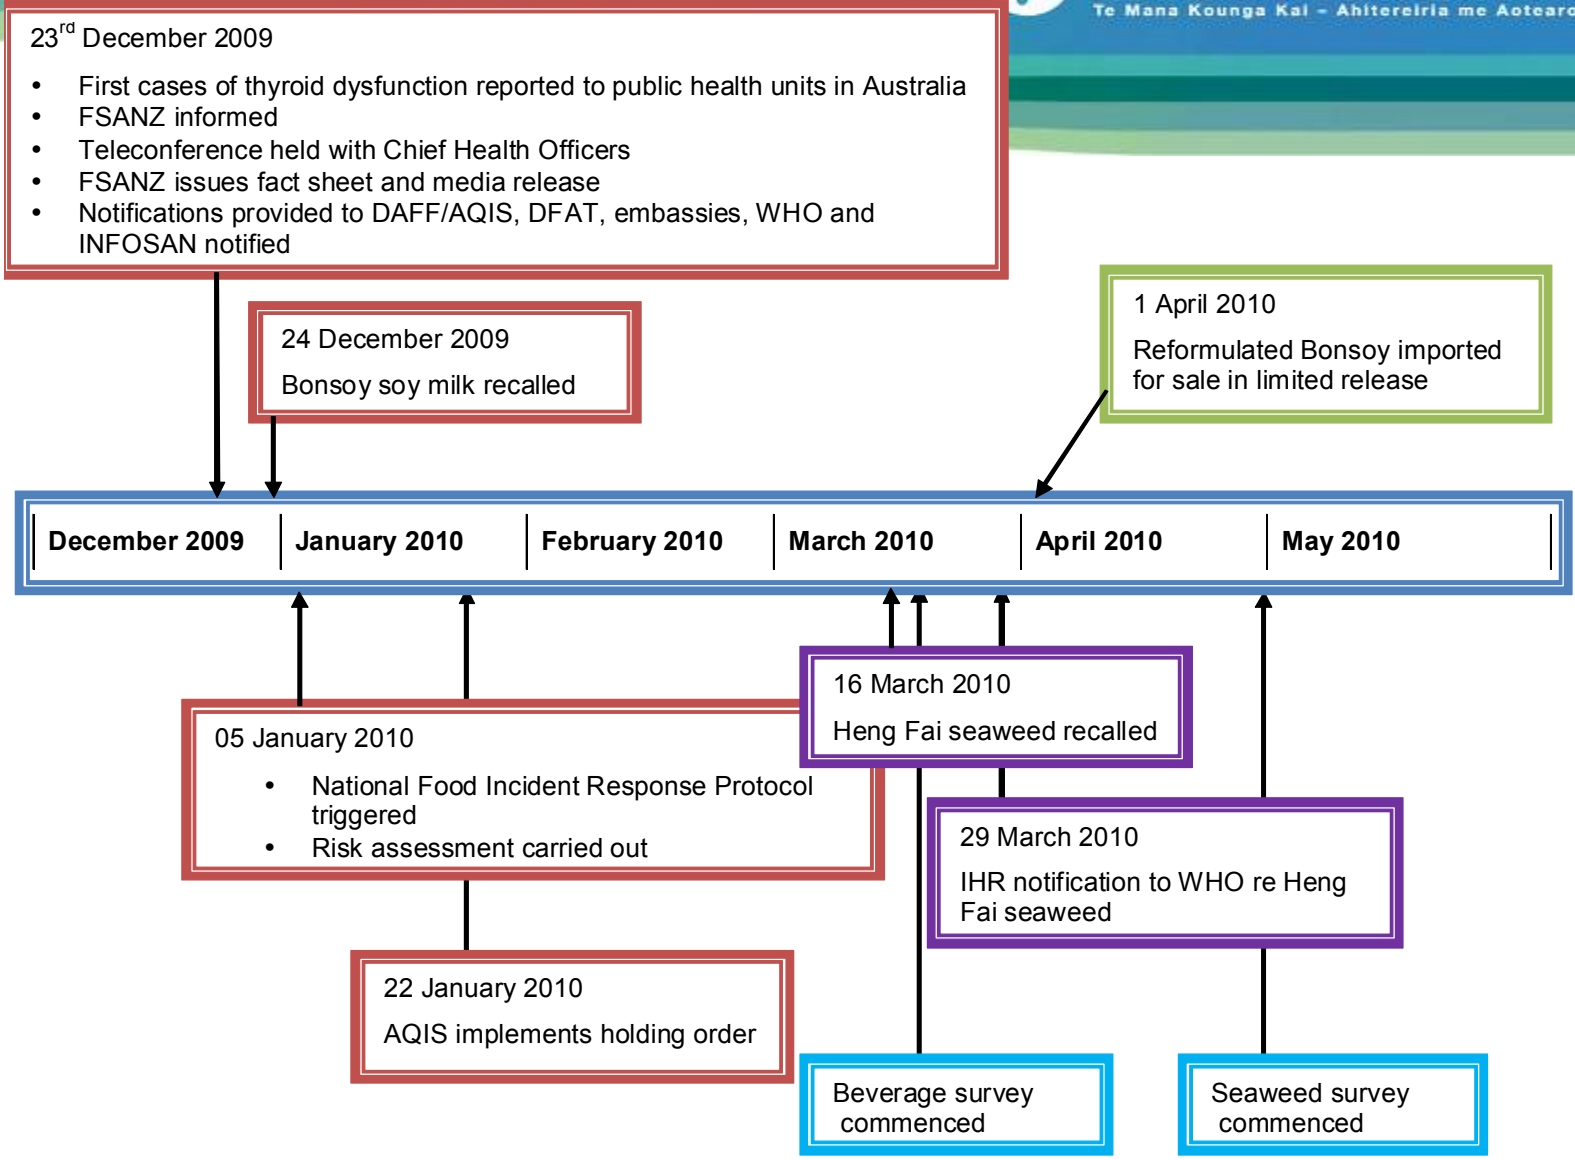 Te Mana Kounga Kai – Ahitereiria me Aotearo
23rd December 2009
• First cases of thyroid dysfunction reported to public health units in Australia
• FSANZ informed
• Teleconference held with Chief Health Officers
• FSANZ issues fact sheet and media release
• Notifications provided to DAFF/AQIS, DFAT, embassies, WHO and
INFOSAN notified
24 December 2009
Bonsoy soy milk recalled
1 April 2010
Reformulated Bonsoy imported
for sale in limited release
December 2009 January 2010 February 2010 March 2010 April 2010 May 2010
05 January 2010
• National Food Incident Response Protocol
triggered
• Risk assessment carried out
16 March 2010
Heng Fai seaweed recalled
29 March 2010
IHR notification to WHO re Heng
Fai seaweed
22 January 2010
AQIS implements holding order
Beverage survey
commenced
Seaweed survey
commenced